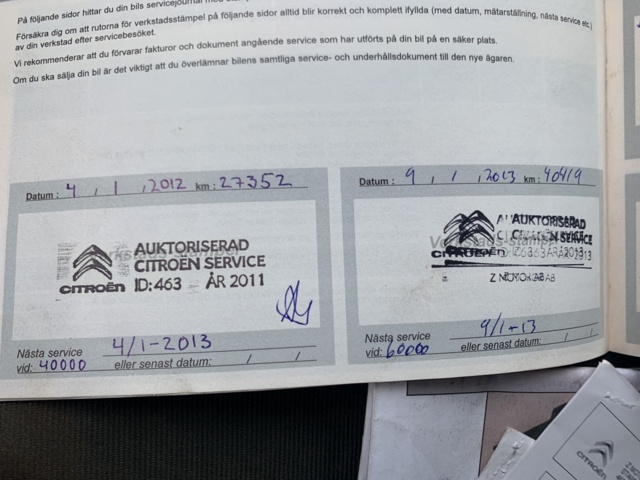 På följande sidor hittar du din bils servicejournal
Försäkra dig om att rutorna för verkstadsstämpel på följande sidor alltid blir korrekt och komplett ifyllda (med datum, mätarställning, nästa service etc)
av din verkstad efter servicebesöket.
Vi rekommenderar att du förvarar fakturor och dokument angående service som har utförts på din bil på en säker plats.
Om du ska sälja din bil är det viktigt att du överlämnar bilens samtliga service- och underhållsdokument till den nye ägaren.
Datum : 4 / 1 / 2012 km : 27352
AUKTORISERAD
CITROËN SERVICE
CITROËN ID:463 ÅR 2011
Nästa service 4/1-2013
vid: 40000 eller senast datum: / /
Datum : 9 / 1 / 2013 km : 40419
AUKTORISERAD
SERVICE
CITROËN
Nästa service 9/1-13
vid: 60000 eller senast datum: / /
CITROËN